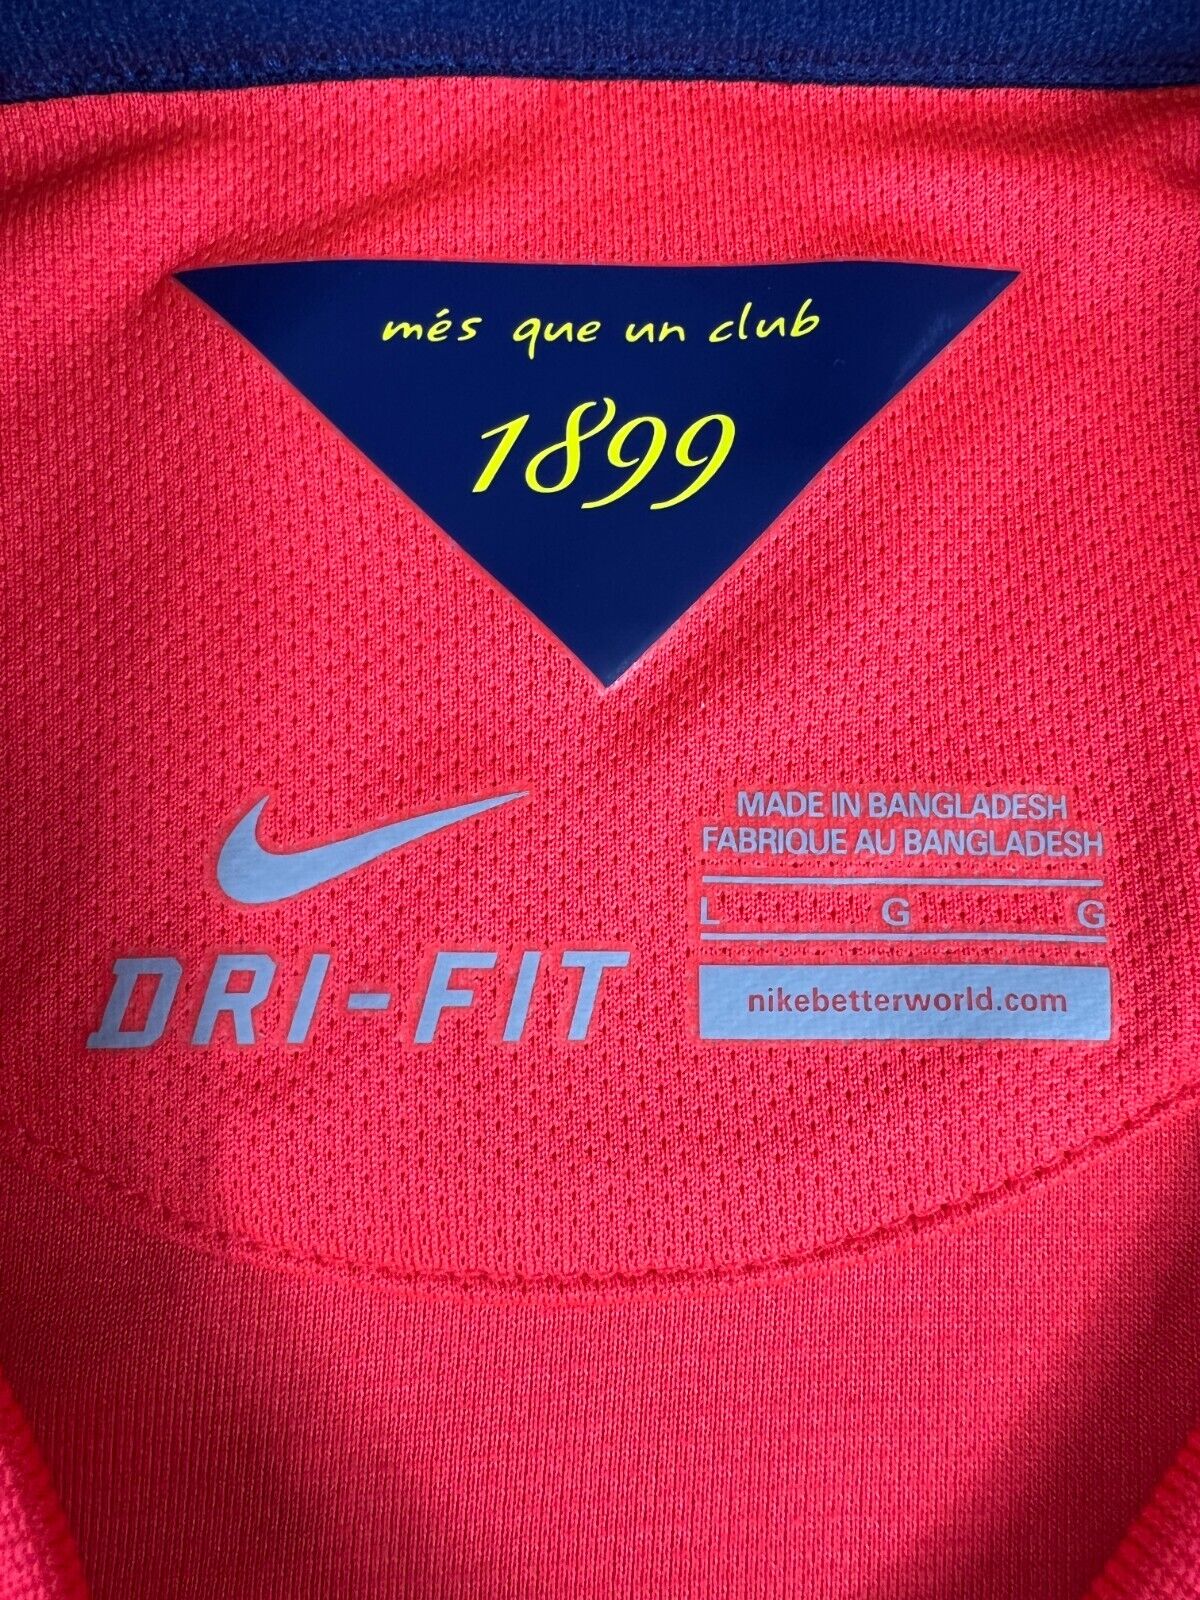 més que un club
1899
MADE IN BANGLADESH
FABRIQUE AU BANGLADESH
L G G
DRI-FIT
nikebetterworld.com